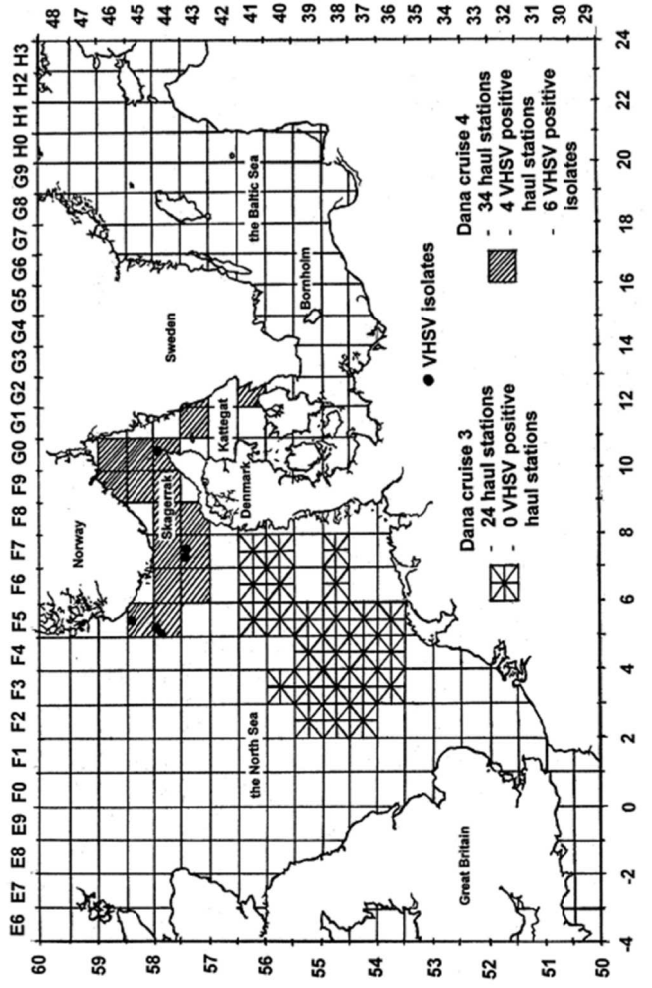 E6 E7 E8 E9 F0 F1 F2 F3 F4 F5 F6 F7 F8 F9 G0 G1 G2 G3 G4 G5 G6 G7 G8 G9 H0 H1 H2 H3
60
59
58
57
56
55
54
53
52
51
50
48
47
46
45
44
43
42
41
40
39
38
37
36
35
34
33
32
31
30
29
Norway
Skagerrak
Sweden
Kattegat
Denmark
the North Sea
the Baltic Sea
Bornholm
Great Britain
VHSV isolates
Dana cruise 3
- 24 haul stations
- 0 VHSV positive
haul stations
Dana cruise 4
- 34 haul stations
- 4 VHSV positive
haul stations
- 6 VHSV positive
isolates
-4 -2 0 2 4 6 8 10 12 14 16 18 20 22 24